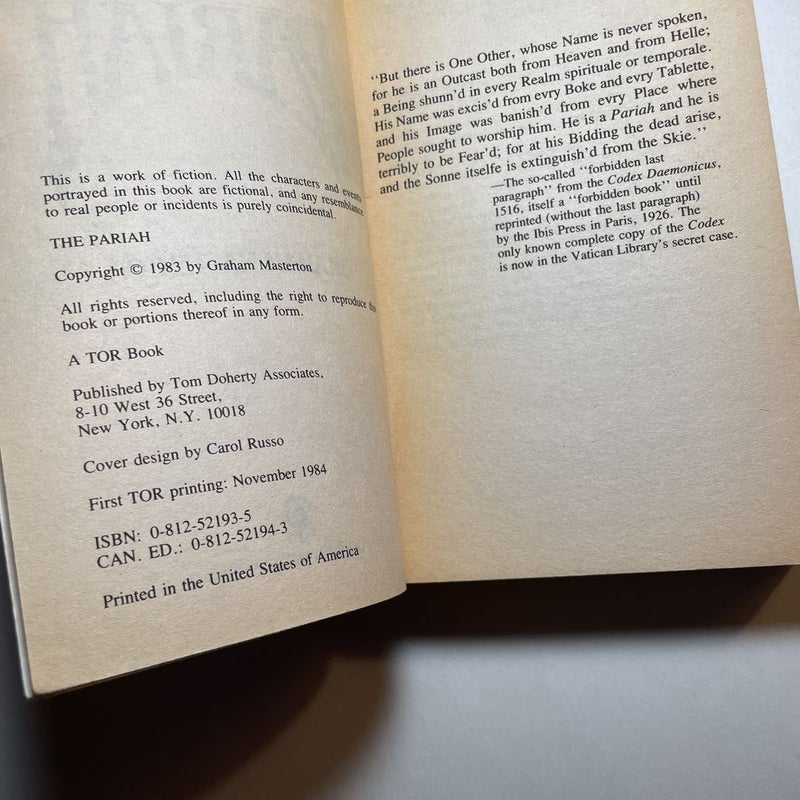 This is a work of fiction. All the characters and events
portrayed in this book are fictional, and any resemblance
to real people or incidents is purely coincidental.
THE PARIAH
Copyright © 1983 by Graham Masterton
All rights reserved, including the right to reproduce this
book or portions thereof in any form.
A TOR Book
Published by Tom Doherty Associates,
8-10 West 36 Street,
New York, N.Y. 10018
Cover design by Carol Russo
First TOR printing: November 1984
ISBN: 0-812-52193-5
CAN. ED.: 0-812-52194-3
Printed in the United States of America
“But there is One Other, whose Name is never spoken,
for he is an Outcast both from Heaven and from Helle;
a Being shunn’d in every Realm spirituale or temporale.
His Name was excis’d from evry Boke and evry Tablette,
and his Image was banish’d from evry Place where
People sought to worship him. He is a Pariah and he is
terribly to be Fear’d; for at his Bidding the dead arise,
and the Sonne itselfe is extinguish’d from the Skie.”
—The so-called “forbidden last
paragraph” from the Codex Daemonicus,
1516, itself a “forbidden book” until
reprinted (without the last paragraph)
by the Ibis Press in Paris, 1926. The
only known complete copy of the Codex
is now in the Vatican Library’s secret case.